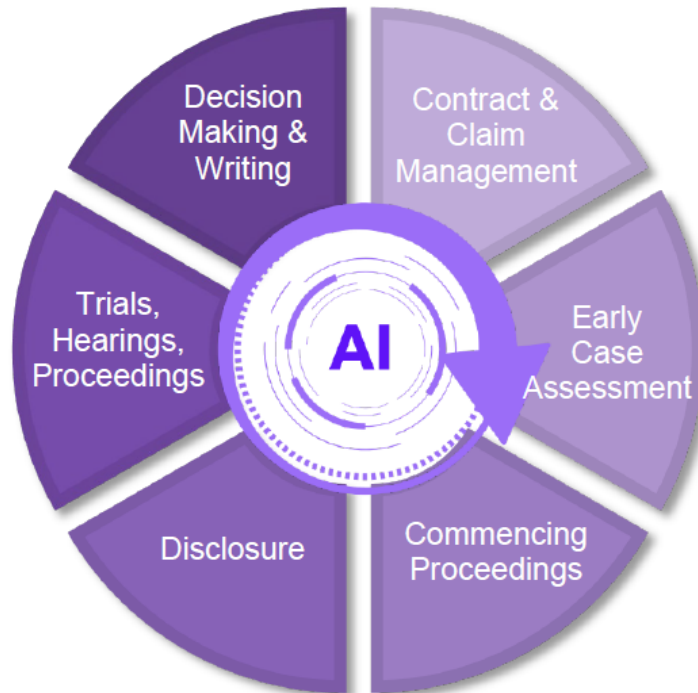 Decision
Making &
Writing
Contract &
Claim
Management
Trials,
Hearings,
Proceedings
AI
Early
Case
Assessment
Disclosure
Commencing
Proceedings